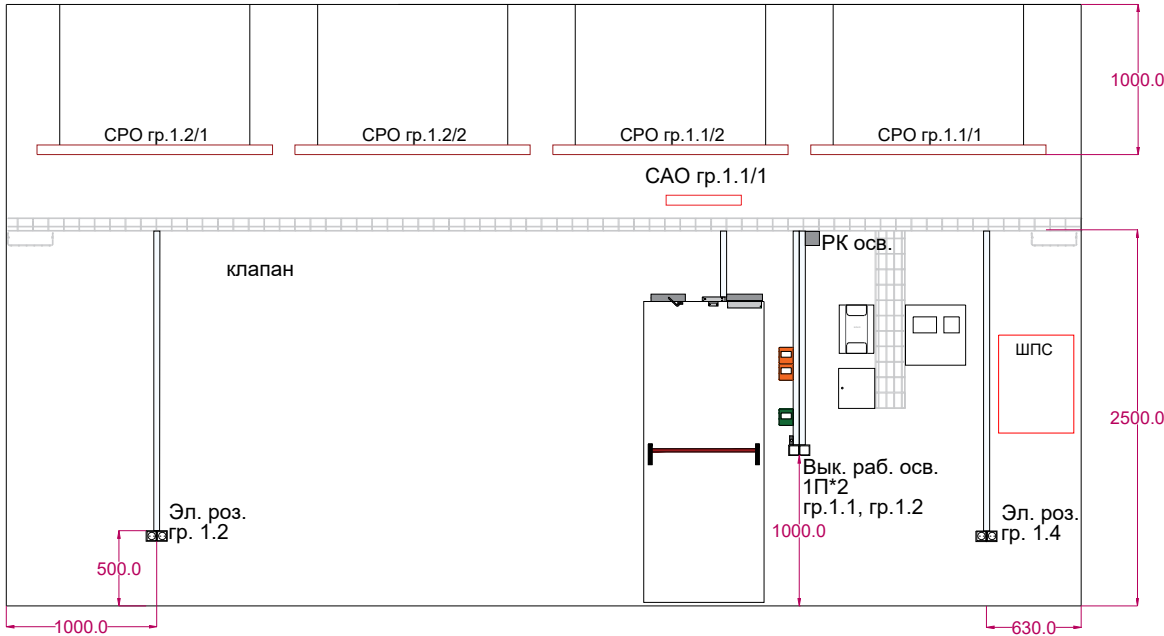 1000.0
СРО гр.1.2/1
СРО гр.1.2/2
СРО гр.1.1/2
СРО гр.1.1/1
САО гр.1.1/1
РК осв.
клапан
ШПС
2500.0
Вык. раб. осв.
1П*2
гр.1.1, гр.1.2
Эл. роз.
гр. 1.2
Эл. роз.
гр. 1.4
1000.0
500.0
1000.0
630.0